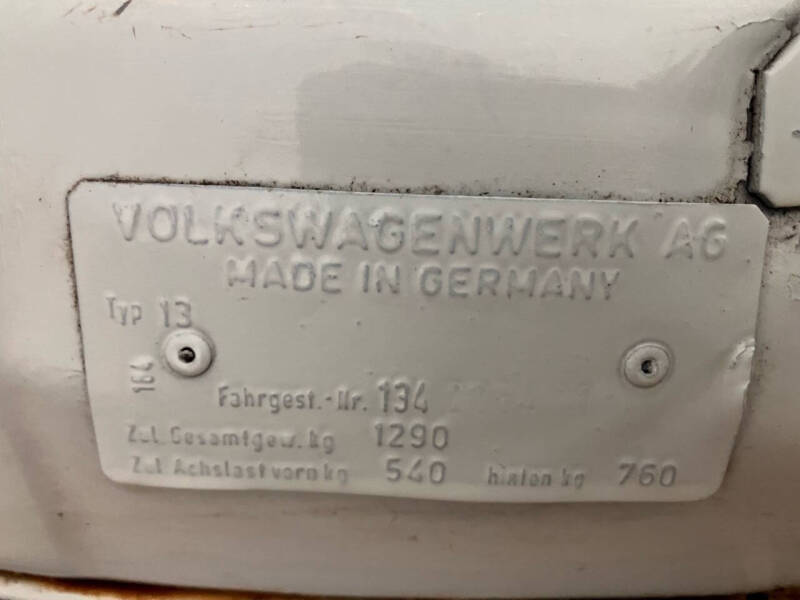 VOLKSWAGENWERK AG
MADE IN GERMANY
Typ 13
164
Fahrgest.-Nr. 134
Zul. Gesamtgew. kg 1290
Zul Achslast vorn kg 540 hinten kg 760